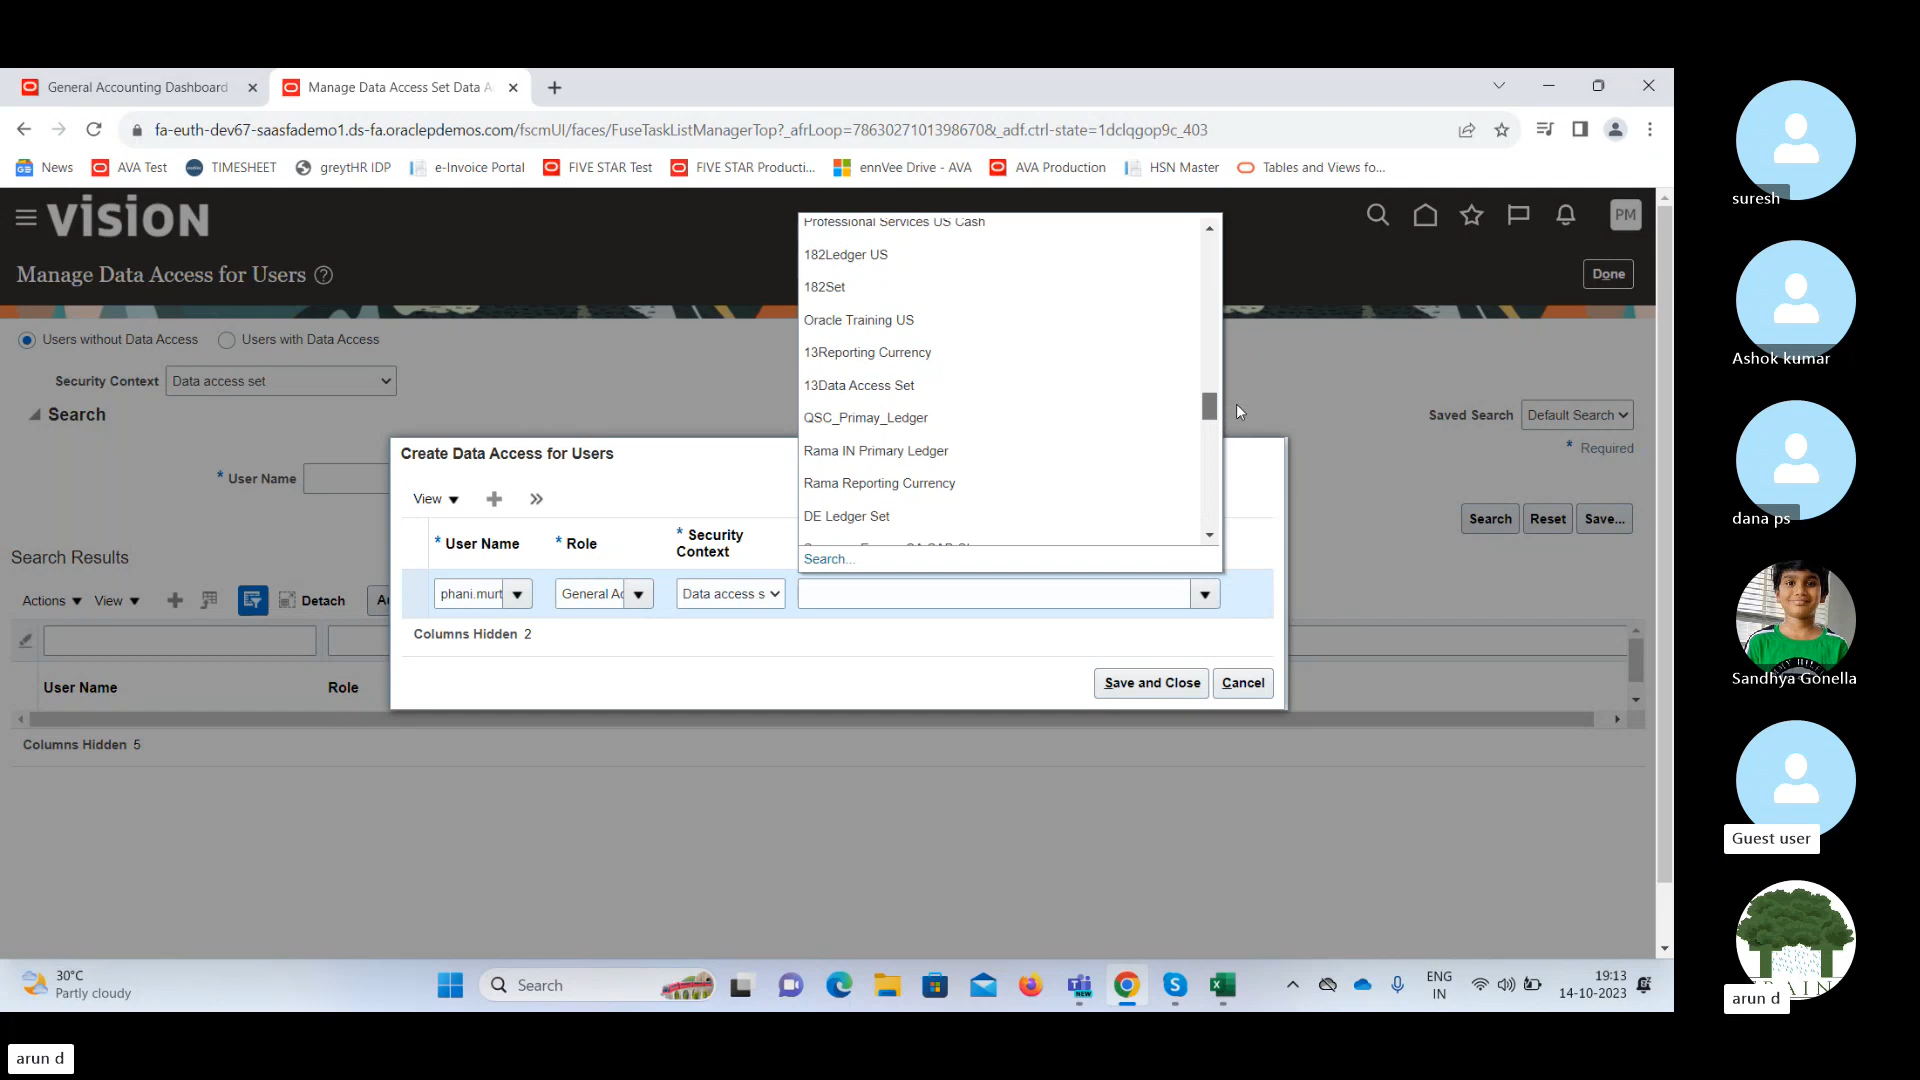 General Accounting Dashboard
Manage Data Access Set Data A
fa-euth-dev67-saasfademo1.ds-fa.oraclepdemos.com/fscmUI/faces/FuseTaskListManagerTop?_afrLoop=786302710139867​0&_adf.ctrl-state=1dclqgop9c_403
News AVA Test TIMESHEET greytHR IDP e-Invoice Portal FIVE STAR Test FIVE STAR Producti... ennVee Drive - AVA AVA Production HSN Master Tables and Views fo...
VISION
PM
Manage Data Access for Users
Done
Users without Data Access Users with Data Access
Security Context Data access set
Search
Saved Search Default Search
* Required
* User Name
Search Reset Save...
Search Results
Actions View Detach
User Name Role
Columns Hidden 5
Professional Services US Cash
182Ledger US
182Set
Oracle Training US
13Reporting Currency
13Data Access Set
QSC_Primay_Ledger
Rama IN Primary Ledger
Rama Reporting Currency
DE Ledger Set
Search...
Create Data Access for Users
View
* User Name * Role * Security Context
phani.murt General Ac Data access s
Columns Hidden 2
Save and Close Cancel
30°C
Partly cloudy
Search
ENG
IN
19:13
14-10-2023
suresh
Ashok kumar
dana ps
Sandhya Gonella
Guest user
arun d
arun d